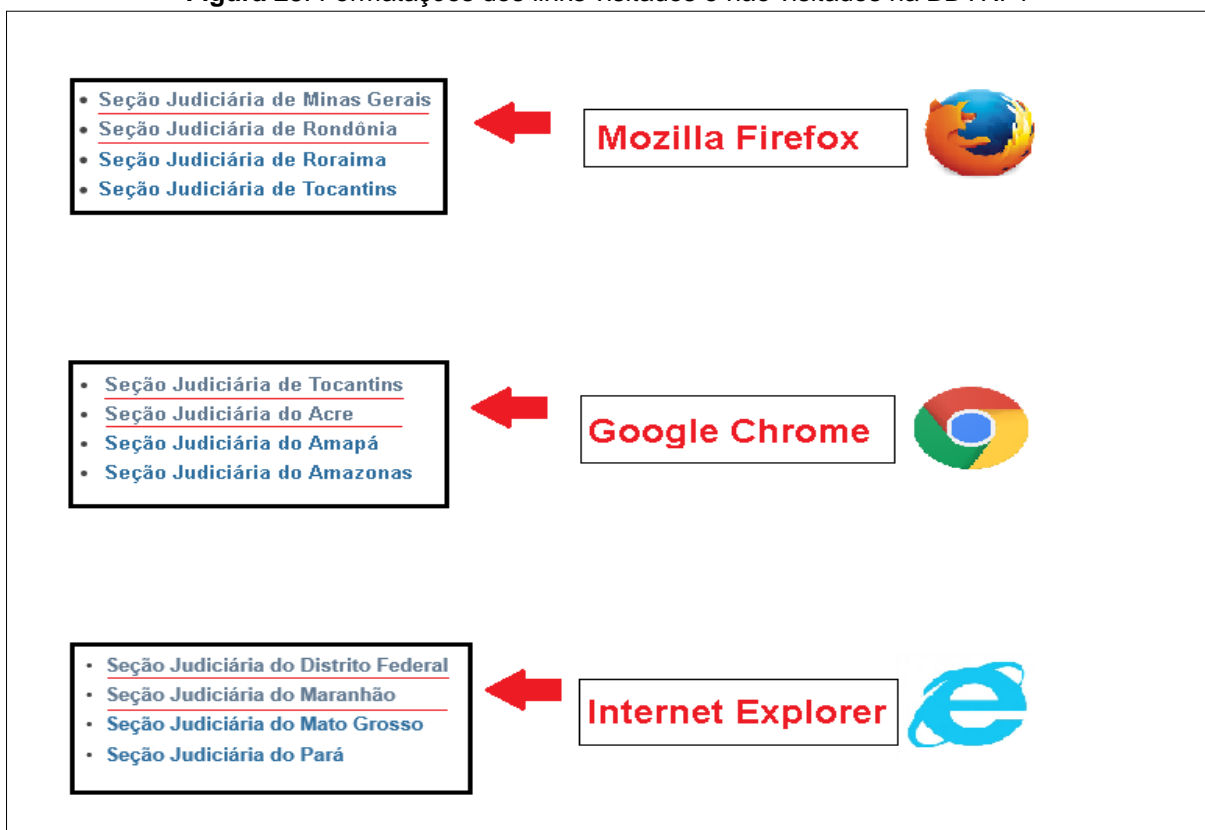 Seção Judiciária de Minas Gerais
Seção Judiciária de Rondônia
Seção Judiciária de Roraima
Seção Judiciária de Tocantins
Mozilla Firefox
Seção Judiciária de Tocantins
Seção Judiciária do Acre
Seção Judiciária do Amapá
Seção Judiciária do Amazonas
Google Chrome
Seção Judiciária do Distrito Federal
Seção Judiciária do Maranhão
Seção Judiciária do Mato Grosso
Seção Judiciária do Pará
Internet Explorer